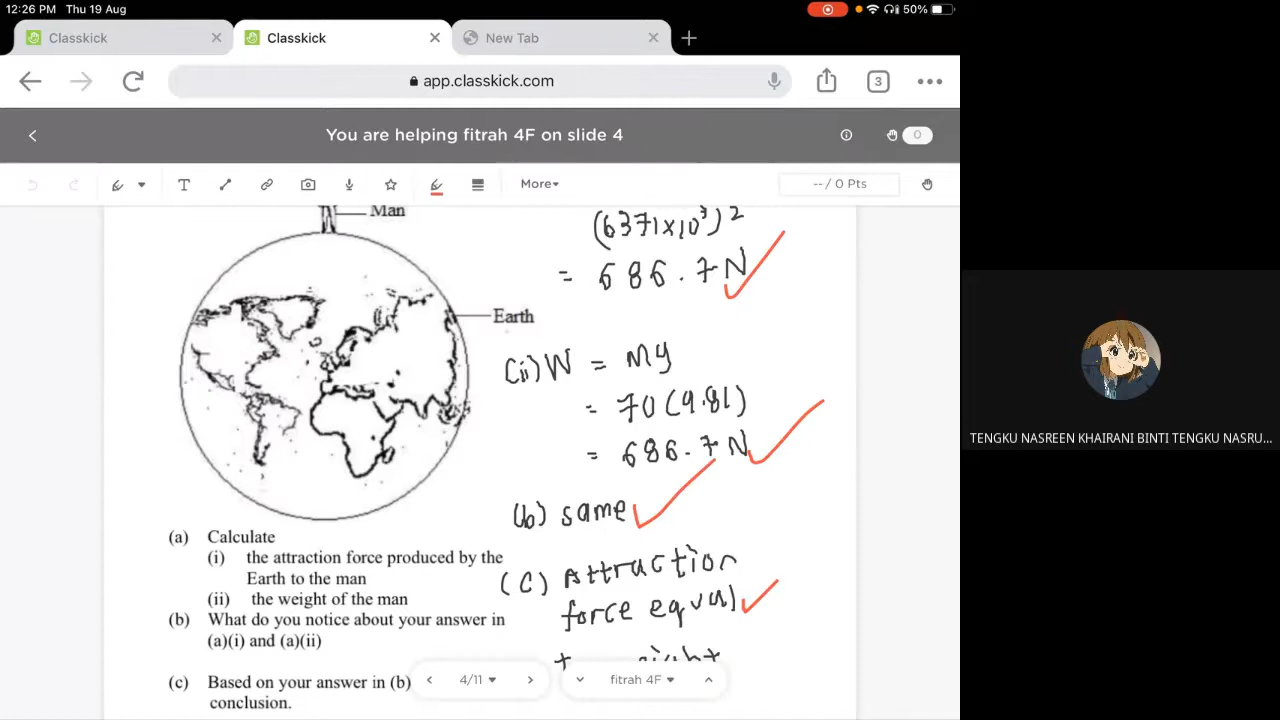 12:26 PM Thu 19 Aug
50%
Classkick
Classkick
New Tab
app.classkick.com
3
You are helping fitrah 4F on slide 4
0
T
More
-- / 0 Pts
Man
Earth
(6371x10³)²
= 686.7 N
(ii) W = mg
= 70(9.81)
= 686.7 N
(b) same
(c) Attraction
force equal
(a) Calculate
(i) the attraction force produced by the
Earth to the man
(ii) the weight of the man
(b) What do you notice about your answer in
(a)(i) and (a)(ii)
(c) Based on your answer in (b)
conclusion.
4/11
fitrah 4F
TENGKU NASREEN KHAIRANI BINTI TENGKU NASRU...